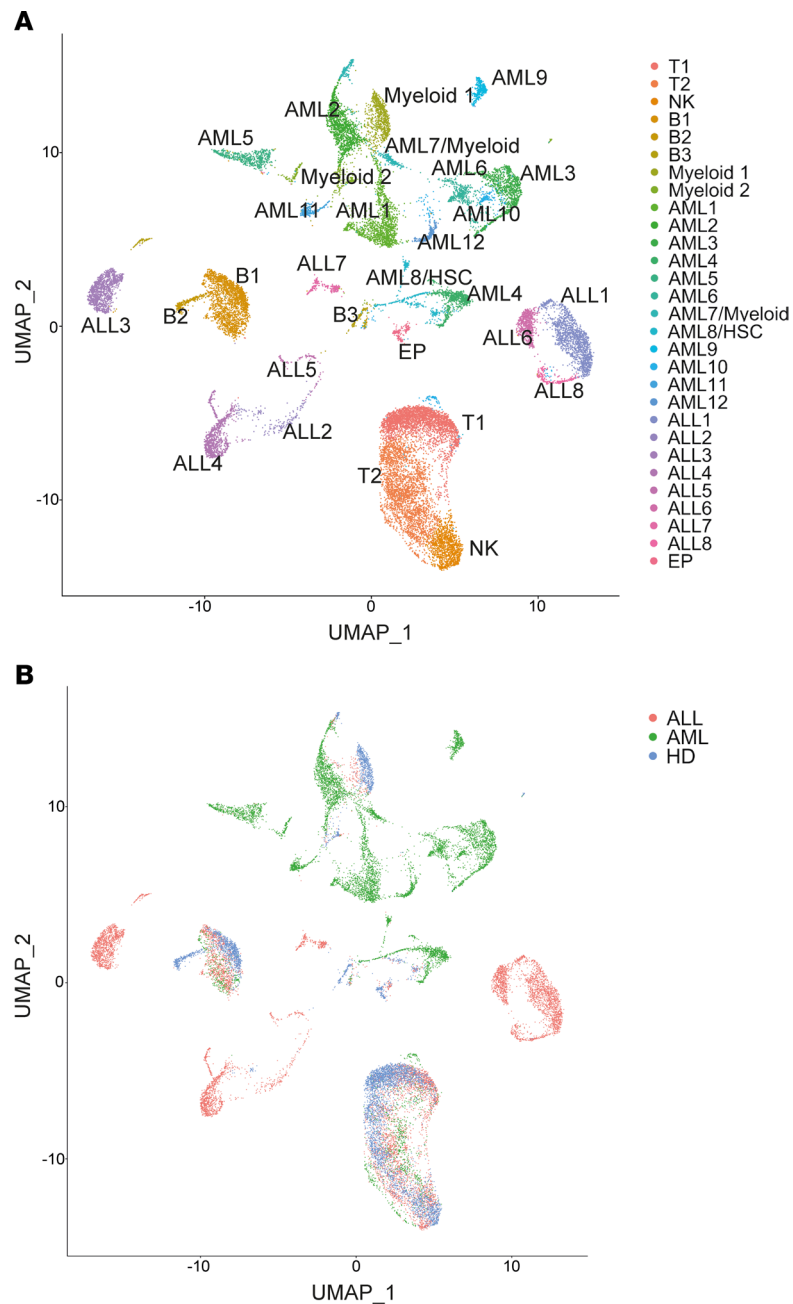 A
AML9
Myeloid 1
AML2
AML5
AML7/Myeloid
AML6
AML3
Myeloid 2
AML11
AML1
AML10
AML12
ALL7
AML8/HSC
B1
AML4
ALL1
B2
B3
ALL3
ALL6
EP
ALL5
ALL8
ALL2
T1
ALL4
T2
NK
10
0
-10
UMAP_2
-10
0
10
UMAP_1
T1
T2
NK
B1
B2
B3
Myeloid 1
Myeloid 2
AML1
AML2
AML3
AML4
AML5
AML6
AML7/Myeloid
AML8/HSC
AML9
AML10
AML11
AML12
ALL1
ALL2
ALL3
ALL4
ALL5
ALL6
ALL7
ALL8
EP
B
10
0
-10
UMAP_2
-10
0
10
UMAP_1
ALL
AML
HD